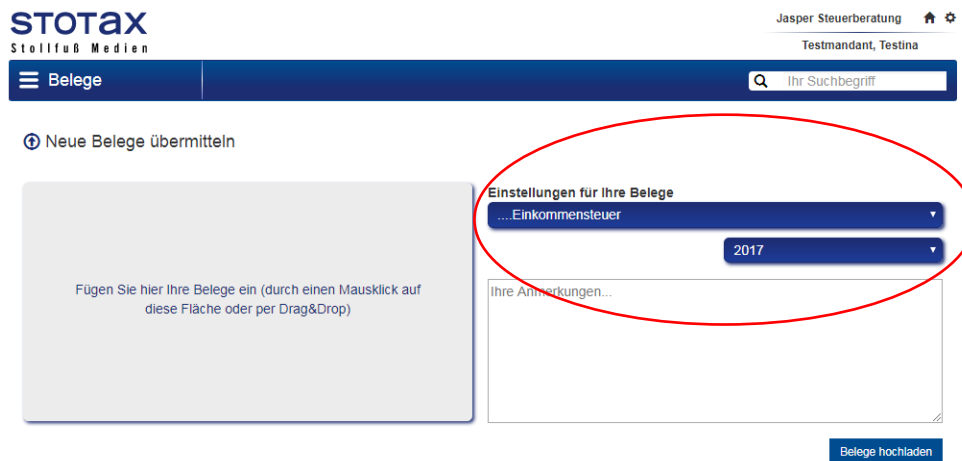 STOTAX
Stollfuß Medien
Jasper Steuerberatung
Testmandant, Testina
Belege
Ihr Suchbegriff
Neue Belege übermitteln
Einstellungen für Ihre Belege
....Einkommensteuer
2017
Fügen Sie hier Ihre Belege ein (durch einen Mausklick auf
diese Fläche oder per Drag&Drop)
Ihre Anmerkungen...
Belege hochladen